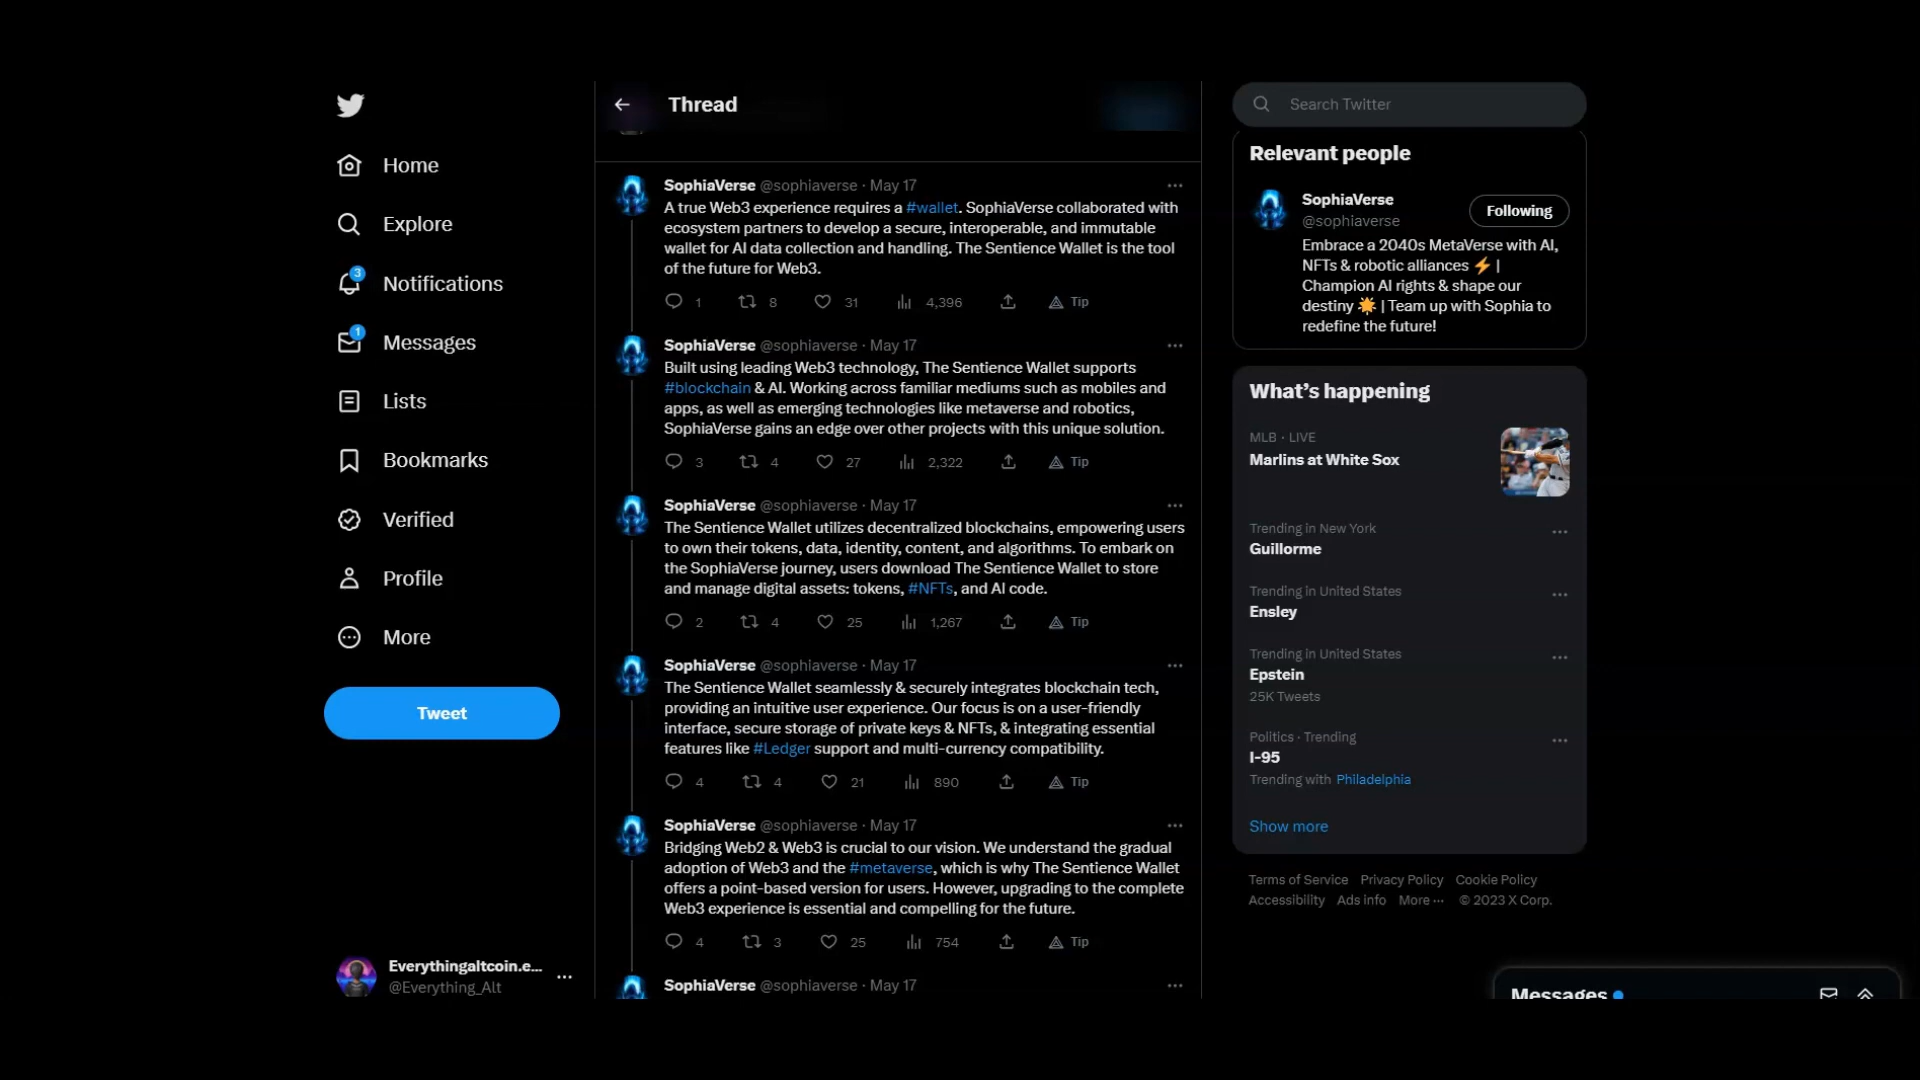 Home
Explore
3
Notifications
1
Messages
Lists
Bookmarks
Verified
Profile
More
Tweet
Everythingaltcoin.e...
@Everything_Alt
Thread
SophiaVerse @sophiaverse · May 17
A true Web3 experience requires a #wallet. SophiaVerse collaborated with
ecosystem partners to develop a secure, interoperable, and immutable
wallet for AI data collection and handling. The Sentience Wallet is the tool
of the future for Web3.
1 8 31 4,396 Tip
SophiaVerse @sophiaverse · May 17
Built using leading Web3 technology, The Sentience Wallet supports
#blockchain & AI. Working across familiar mediums such as mobiles and
apps, as well as emerging technologies like metaverse and robotics,
SophiaVerse gains an edge over other projects with this unique solution.
3 4 27 2,322 Tip
SophiaVerse @sophiaverse · May 17
The Sentience Wallet utilizes decentralized blockchains, empowering users
to own their tokens, data, identity, content, and algorithms. To embark on
the SophiaVerse journey, users download The Sentience Wallet to store
and manage digital assets: tokens, #NFTs, and AI code.
2 4 25 1,267 Tip
SophiaVerse @sophiaverse · May 17
The Sentience Wallet seamlessly & securely integrates blockchain tech,
providing an intuitive user experience. Our focus is on a user-friendly
interface, secure storage of private keys & NFTs, & integrating essential
features like #Ledger support and multi-currency compatibility.
4 4 21 890 Tip
SophiaVerse @sophiaverse · May 17
Bridging Web2 & Web3 is crucial to our vision. We understand the gradual
adoption of Web3 and the #metaverse, which is why The Sentience Wallet
offers a point-based version for users. However, upgrading to the complete
Web3 experience is essential and compelling for the future.
4 3 25 754 Tip
SophiaVerse @sophiaverse · May 17
Search Twitter
Relevant people
SophiaVerse
@sophiaverse
Following
Embrace a 2040s MetaVerse with AI,
NFTs & robotic alliances ⚡ |
Champion AI rights & shape our
destiny 🌟 | Team up with Sophia to
redefine the future!
What's happening
MLB · LIVE
Marlins at White Sox
Trending in New York
Guillorme
Trending in United States
Ensley
Trending in United States
Epstein
25K Tweets
Politics · Trending
I-95
Trending with Philadelphia
Show more
Terms of Service Privacy Policy Cookie Policy
Accessibility Ads info More ··· © 2023 X Corp.
Messages